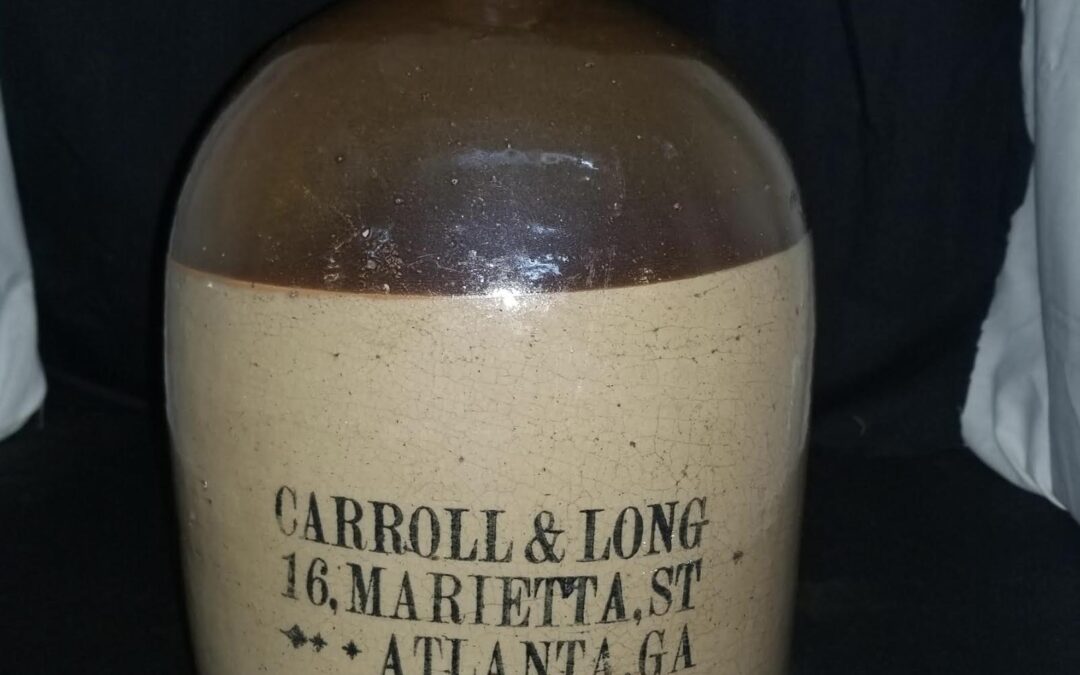 CARROLL & LONG
16, MARIETTA, ST
ATLANTA, GA